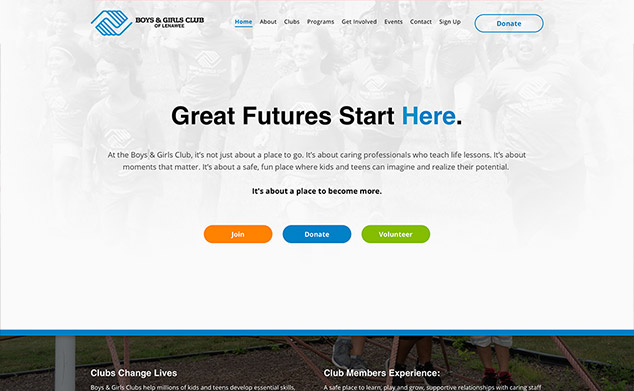 BOYS & GIRLS CLUB
OF LENAWEE
Home About Clubs Programs Get Involved Events Contact Sign Up Donate
Great Futures Start Here.
At the Boys & Girls Club, it's not just about a place to go. It's about caring professionals who teach life lessons. It's about
moments that matter. It's about a safe, fun place where kids and teens can imagine and realize their potential.
It's about a place to become more.
Join Donate Volunteer
Clubs Change Lives Club Members Experience:
Boys & Girls Clubs help millions of kids and teens develop essential skills, A safe place to learn, play and grow, supportive relationships with caring staff